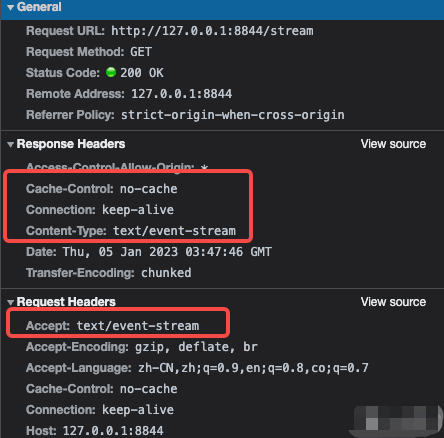 General
Request URL: http://127.0.0.1:8844/stream
Request Method: GET
Status Code: 200 OK
Remote Address: 127.0.0.1:8844
Referrer Policy: strict-origin-when-cross-origin
Response Headers View source
Access-Control-Allow-Origin: *
Cache-Control: no-cache
Connection: keep-alive
Content-Type: text/event-stream
Date: Thu, 05 Jan 2023 03:47:46 GMT
Transfer-Encoding: chunked
Request Headers View source
Accept: text/event-stream
Accept-Encoding: gzip, deflate, br
Accept-Language: zh-CN,zh;q=0.9,en;q=0.8,co;q=0.7
Cache-Control: no-cache
Connection: keep-alive
Host: 127.0.0.1:8844